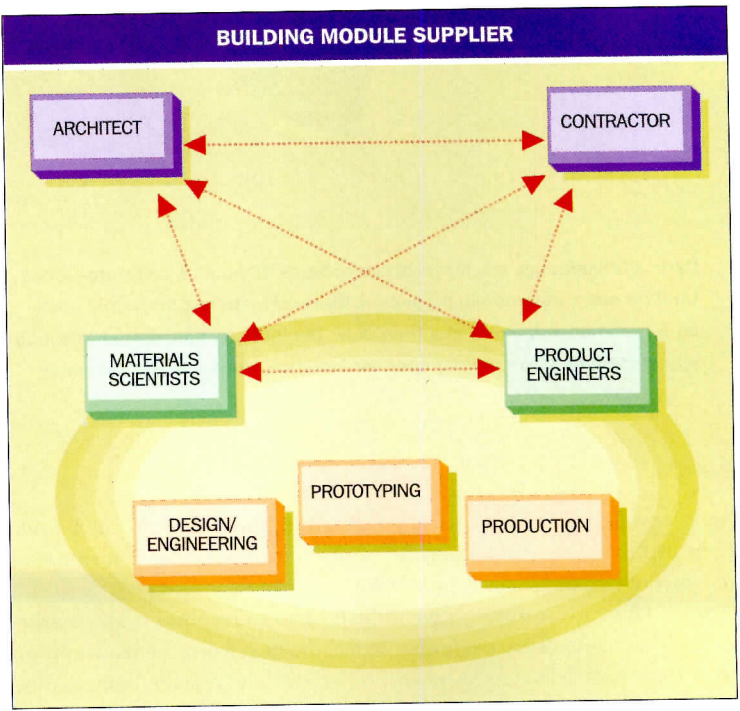 BUILDING MODULE SUPPLIER
ARCHITECT
CONTRACTOR
MATERIALS
SCIENTISTS
PRODUCT
ENGINEERS
PROTOTYPING
DESIGN/
ENGINEERING
PRODUCTION